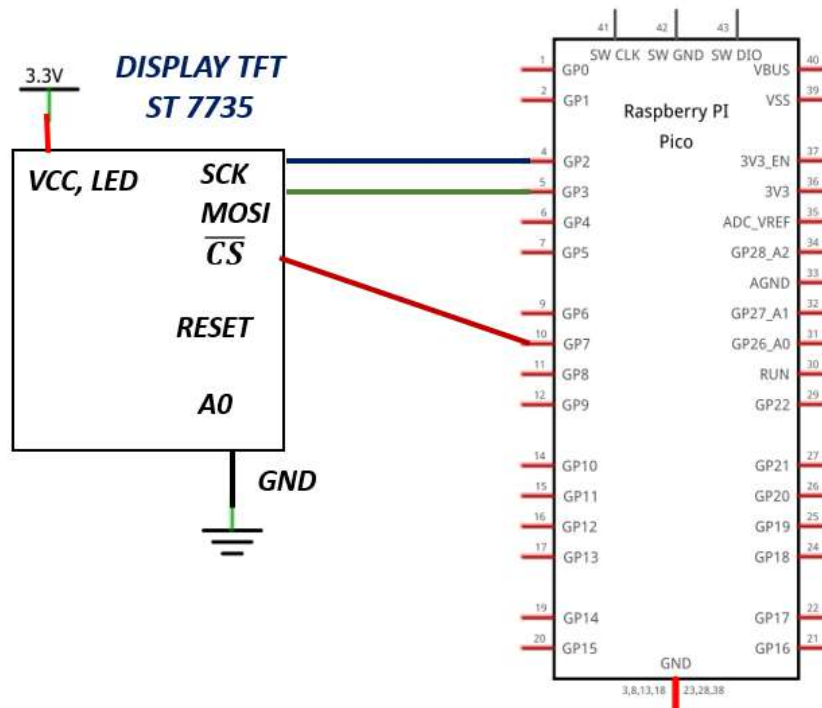 3.3V
DISPLAY TFT
ST 7735
VCC, LED
SCK
MOSI
CS
RESET
A0
GND
41
42
43
SW CLK
SW GND
SW DIO
Raspberry PI
Pico
1 GP0
2 GP1
4 GP2
5 GP3
6 GP4
7 GP5
9 GP6
10 GP7
11 GP8
12 GP9
14 GP10
15 GP11
16 GP12
17 GP13
19 GP14
20 GP15
VBUS 40
VSS 39
3V3_EN 37
3V3 36
ADC_VREF 35
GP28_A2 34
AGND 33
GP27_A1 32
GP26_A0 31
RUN 30
GP22 29
GP21 27
GP20 26
GP19 25
GP18 24
GP17 22
GP16 21
GND
3,8,13,18 23,28,38